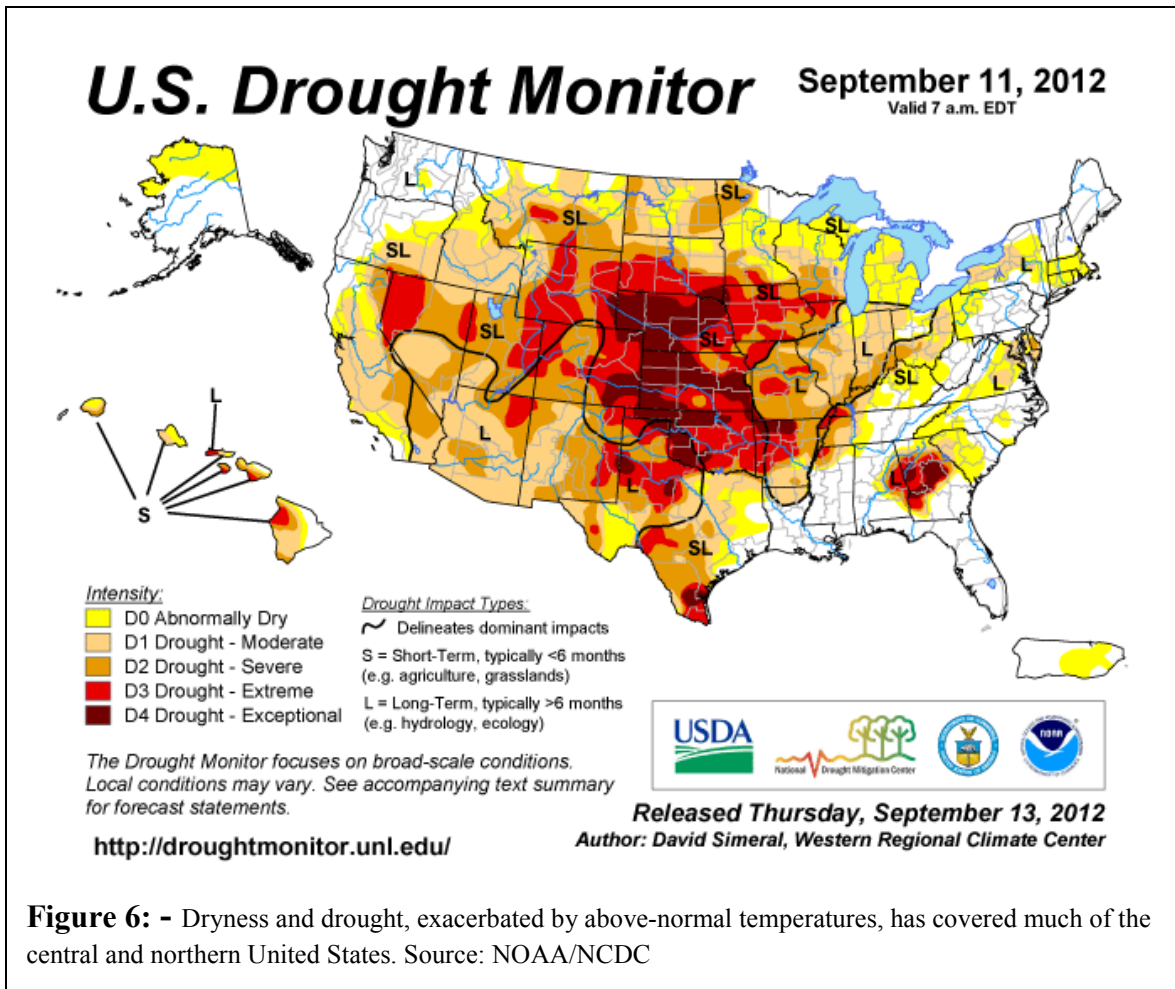 U.S. Drought Monitor
September 11, 2012
Valid 7 a.m. EDT
L
SL
SL
SL
SL
L
SL
SL
SL
L
L
SL
L
SL
L
L
L
SL
L
S
Intensity:
D0 Abnormally Dry
D1 Drought - Moderate
D2 Drought - Severe
D3 Drought - Extreme
D4 Drought - Exceptional
Drought Impact Types:
Delineates dominant impacts
S = Short-Term, typically <6 months
(e.g. agriculture, grasslands)
L = Long-Term, typically >6 months
(e.g. hydrology, ecology)
USDA
National Drought Mitigation Center
noaa
The Drought Monitor focuses on broad-scale conditions.
Local conditions may vary. See accompanying text summary
for forecast statements.
http://droughtmonitor.unl.edu/
Released Thursday, September 13, 2012
Author: David Simeral, Western Regional Climate Center
Figure 6: - Dryness and drought, exacerbated by above-normal temperatures, has covered much of the
central and northern United States. Source: NOAA/NCDC